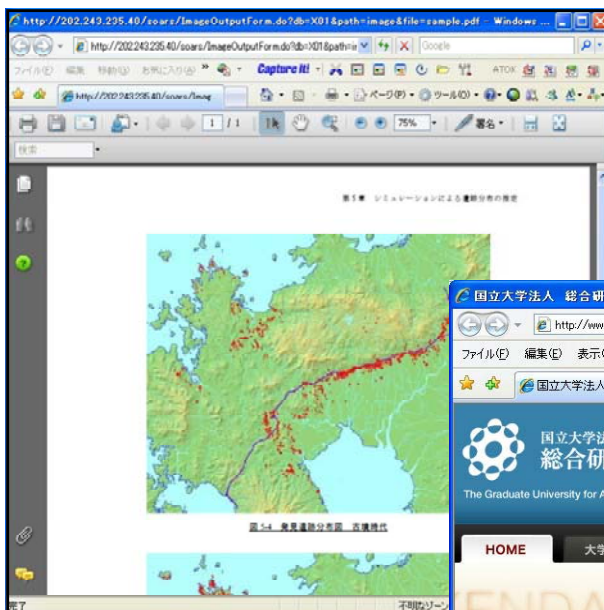 http://202.243.235.40/soars/ImageOutputForm.do?db=X01&path=image&file=sample.pdf - Windows ...
http://202.243.235.40/soars/ImageOutputForm.do?db=X01&path=im
Google
ファイル(F) 編集 移動(G) お気に入り(A) »
Capture It!
ATOK
http://202.243.235.40/soars/Imag
ページ(P)
ツール(O)
1 / 1
75%
署名
検索
第5章 シミュレーションによる遺跡分布の推定
図5-4 発見遺跡分布図 古墳時代
完了
不明なゾーン
国立大学法人 総合研
http://www
ファイル(F) 編集(E) 表示(
国立大学法人
国立大学法
総合研
The Graduate University for A
HOME
大学
ENDA